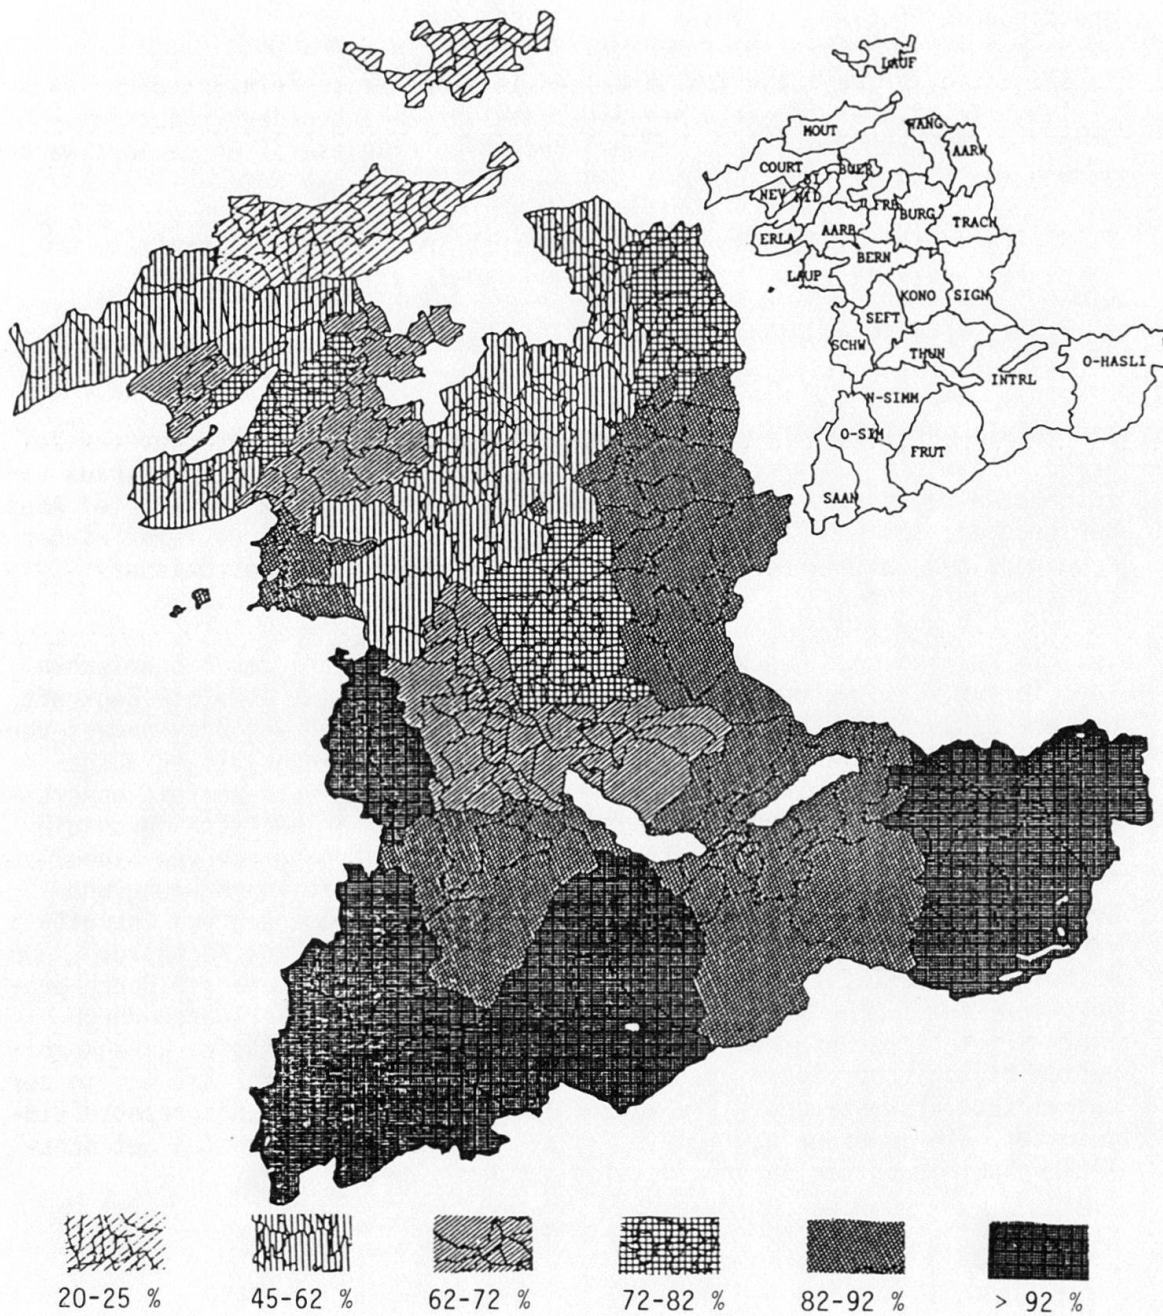 LAUF
MOUT
WANG
AARW
COURT
BUER
BI
NEV
NID
FRB
BURG
TRACH
AARB
ERLA
BERN
LAUP
KONO
SIGN
SEFT
SCHW
THUN
O-HASLI
INTRL
N-SIMM
O-SIM
FRUT
SAAN
20-25 %
45-62 %
62-72 %
72-82 %
82-92 %
> 92 %